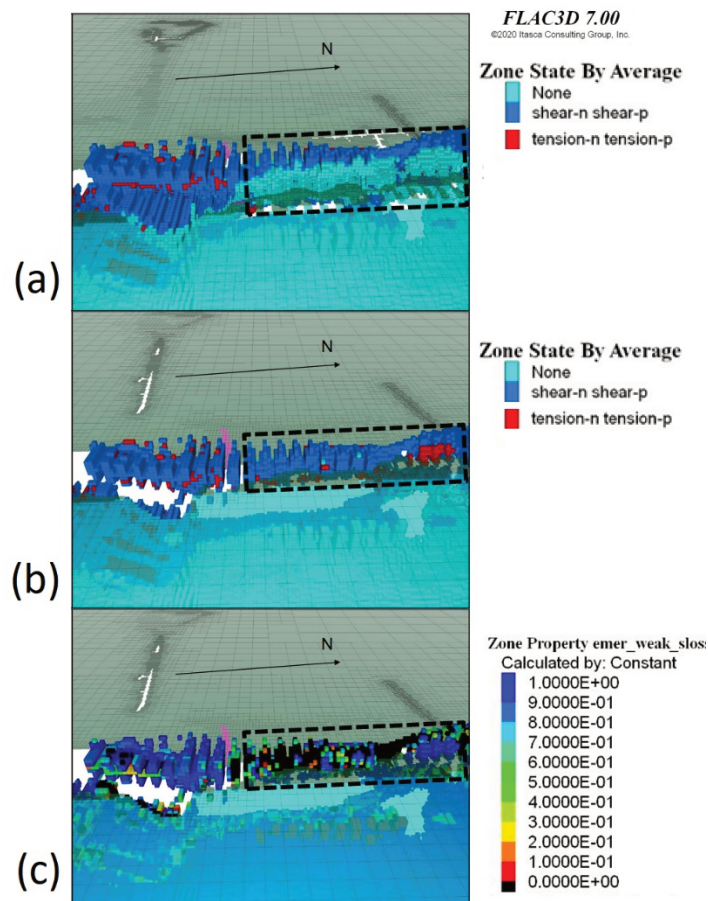 FLAC3D 7.00
©2020 Itasca Consulting Group, Inc.
N
Zone State By Average
None
shear-n shear-p
tension-n tension-p
(a)
N
Zone State By Average
None
shear-n shear-p
tension-n tension-p
(b)
N
Zone Property emer_weak_sloss
Calculated by: Constant
1.0000E+00
9.0000E-01
8.0000E-01
7.0000E-01
6.0000E-01
5.0000E-01
4.0000E-01
3.0000E-01
2.0000E-01
1.0000E-01
0.0000E+00
(c)